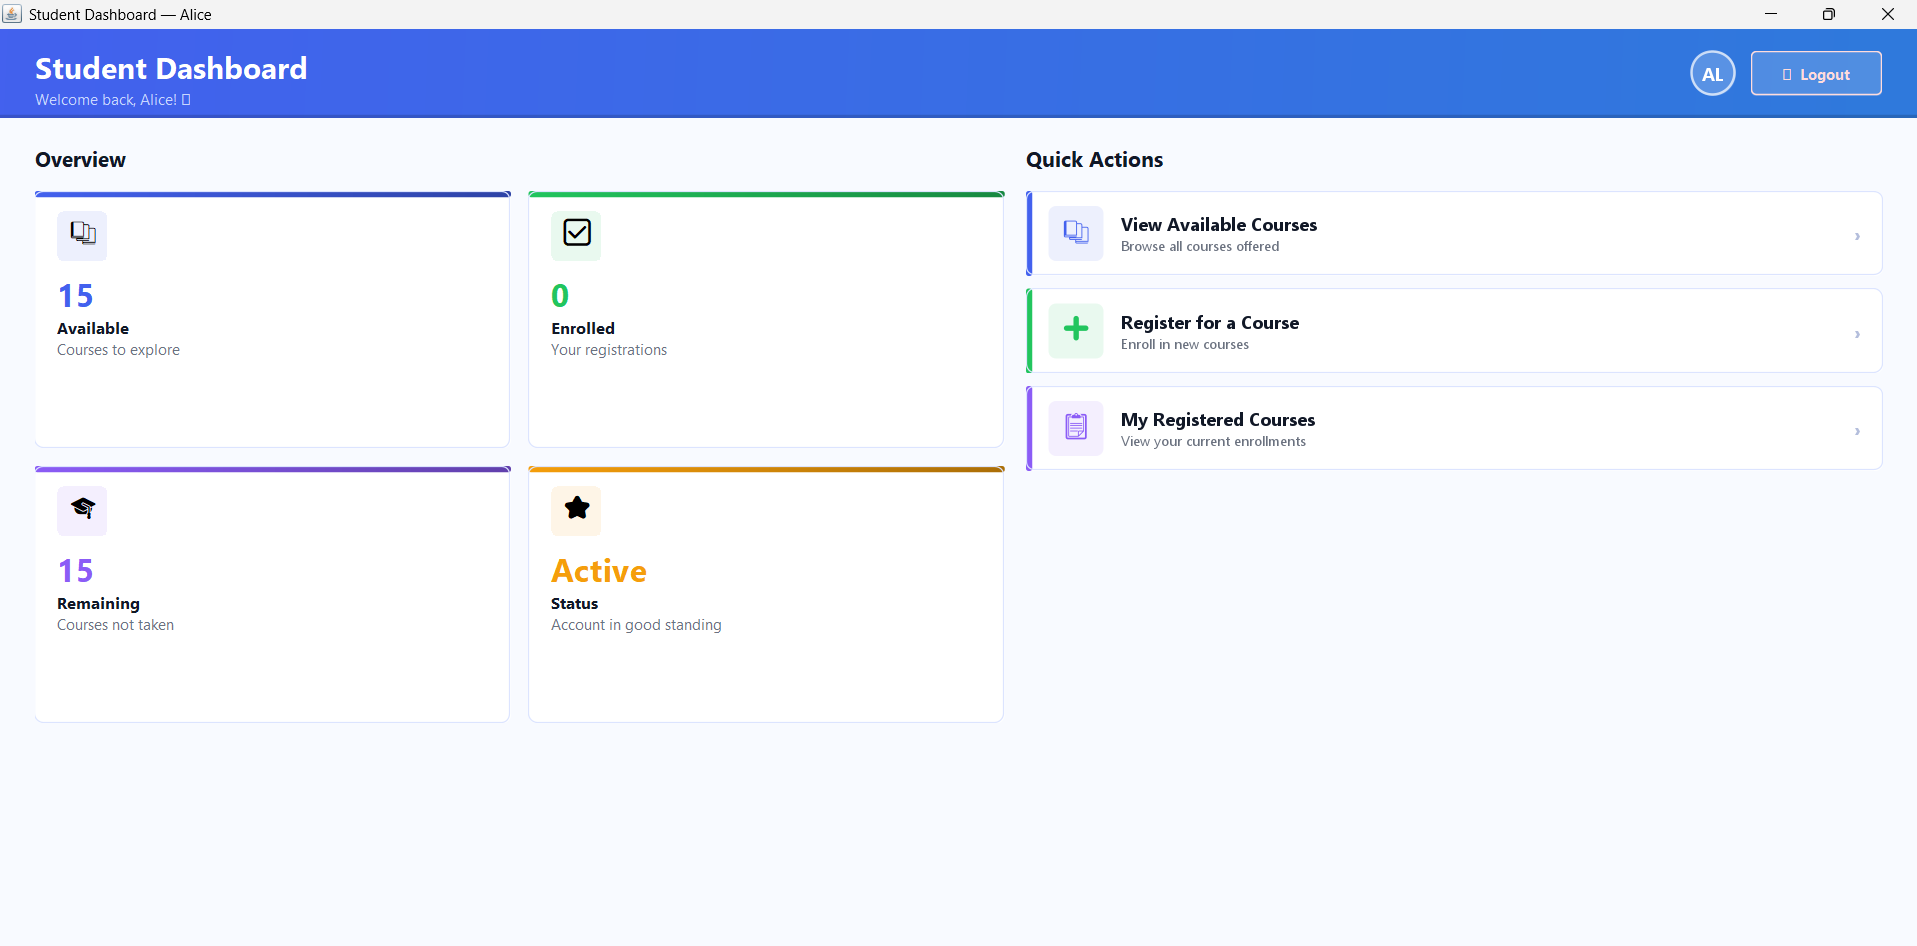 Student Dashboard — Alice
Student Dashboard
Welcome back, Alice!
AL
Logout
Overview
15
Available
Courses to explore
0
Enrolled
Your registrations
15
Remaining
Courses not taken
Active
Status
Account in good standing
Quick Actions
View Available Courses
Browse all courses offered
›
Register for a Course
Enroll in new courses
›
My Registered Courses
View your current enrollments
›